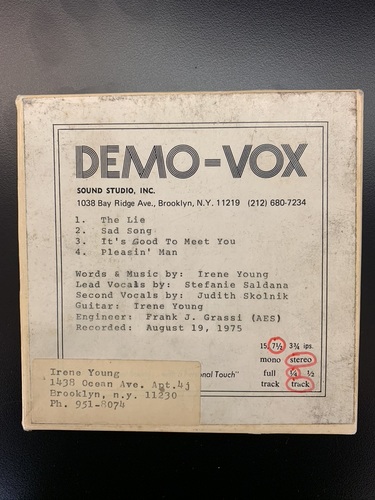 DEMO-VOX
SOUND STUDIO, INC.
1038 Bay Ridge Ave., Brooklyn, N.Y. 11219 (212) 680-7234
1. The Lie
2. Sad Song
3. It's Good To Meet You
4. Pleasin' Man
Words & Music by: Irene Young
Lead Vocals by: Stefanie Saldana
Second Vocals by: Judith Skolnik
Guitar: Irene Young
Engineer: Frank J. Grassi (AES)
Recorded: August 19, 1975
15, 7½ 3¾ ips.
mono stereo
full ¼ ½
track track
onal Touch"
Irene Young
1438 Ocean Ave. Apt.4j
Brooklyn, n.y. 11230
Ph. 951-8074